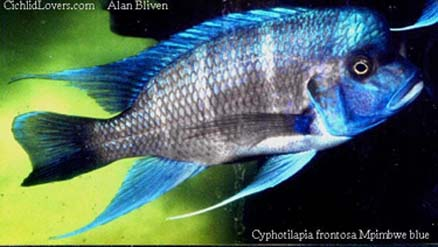 CichlidLovers.com Alan Bliven
Cyphotilapia frontosa Mpimbwe blue